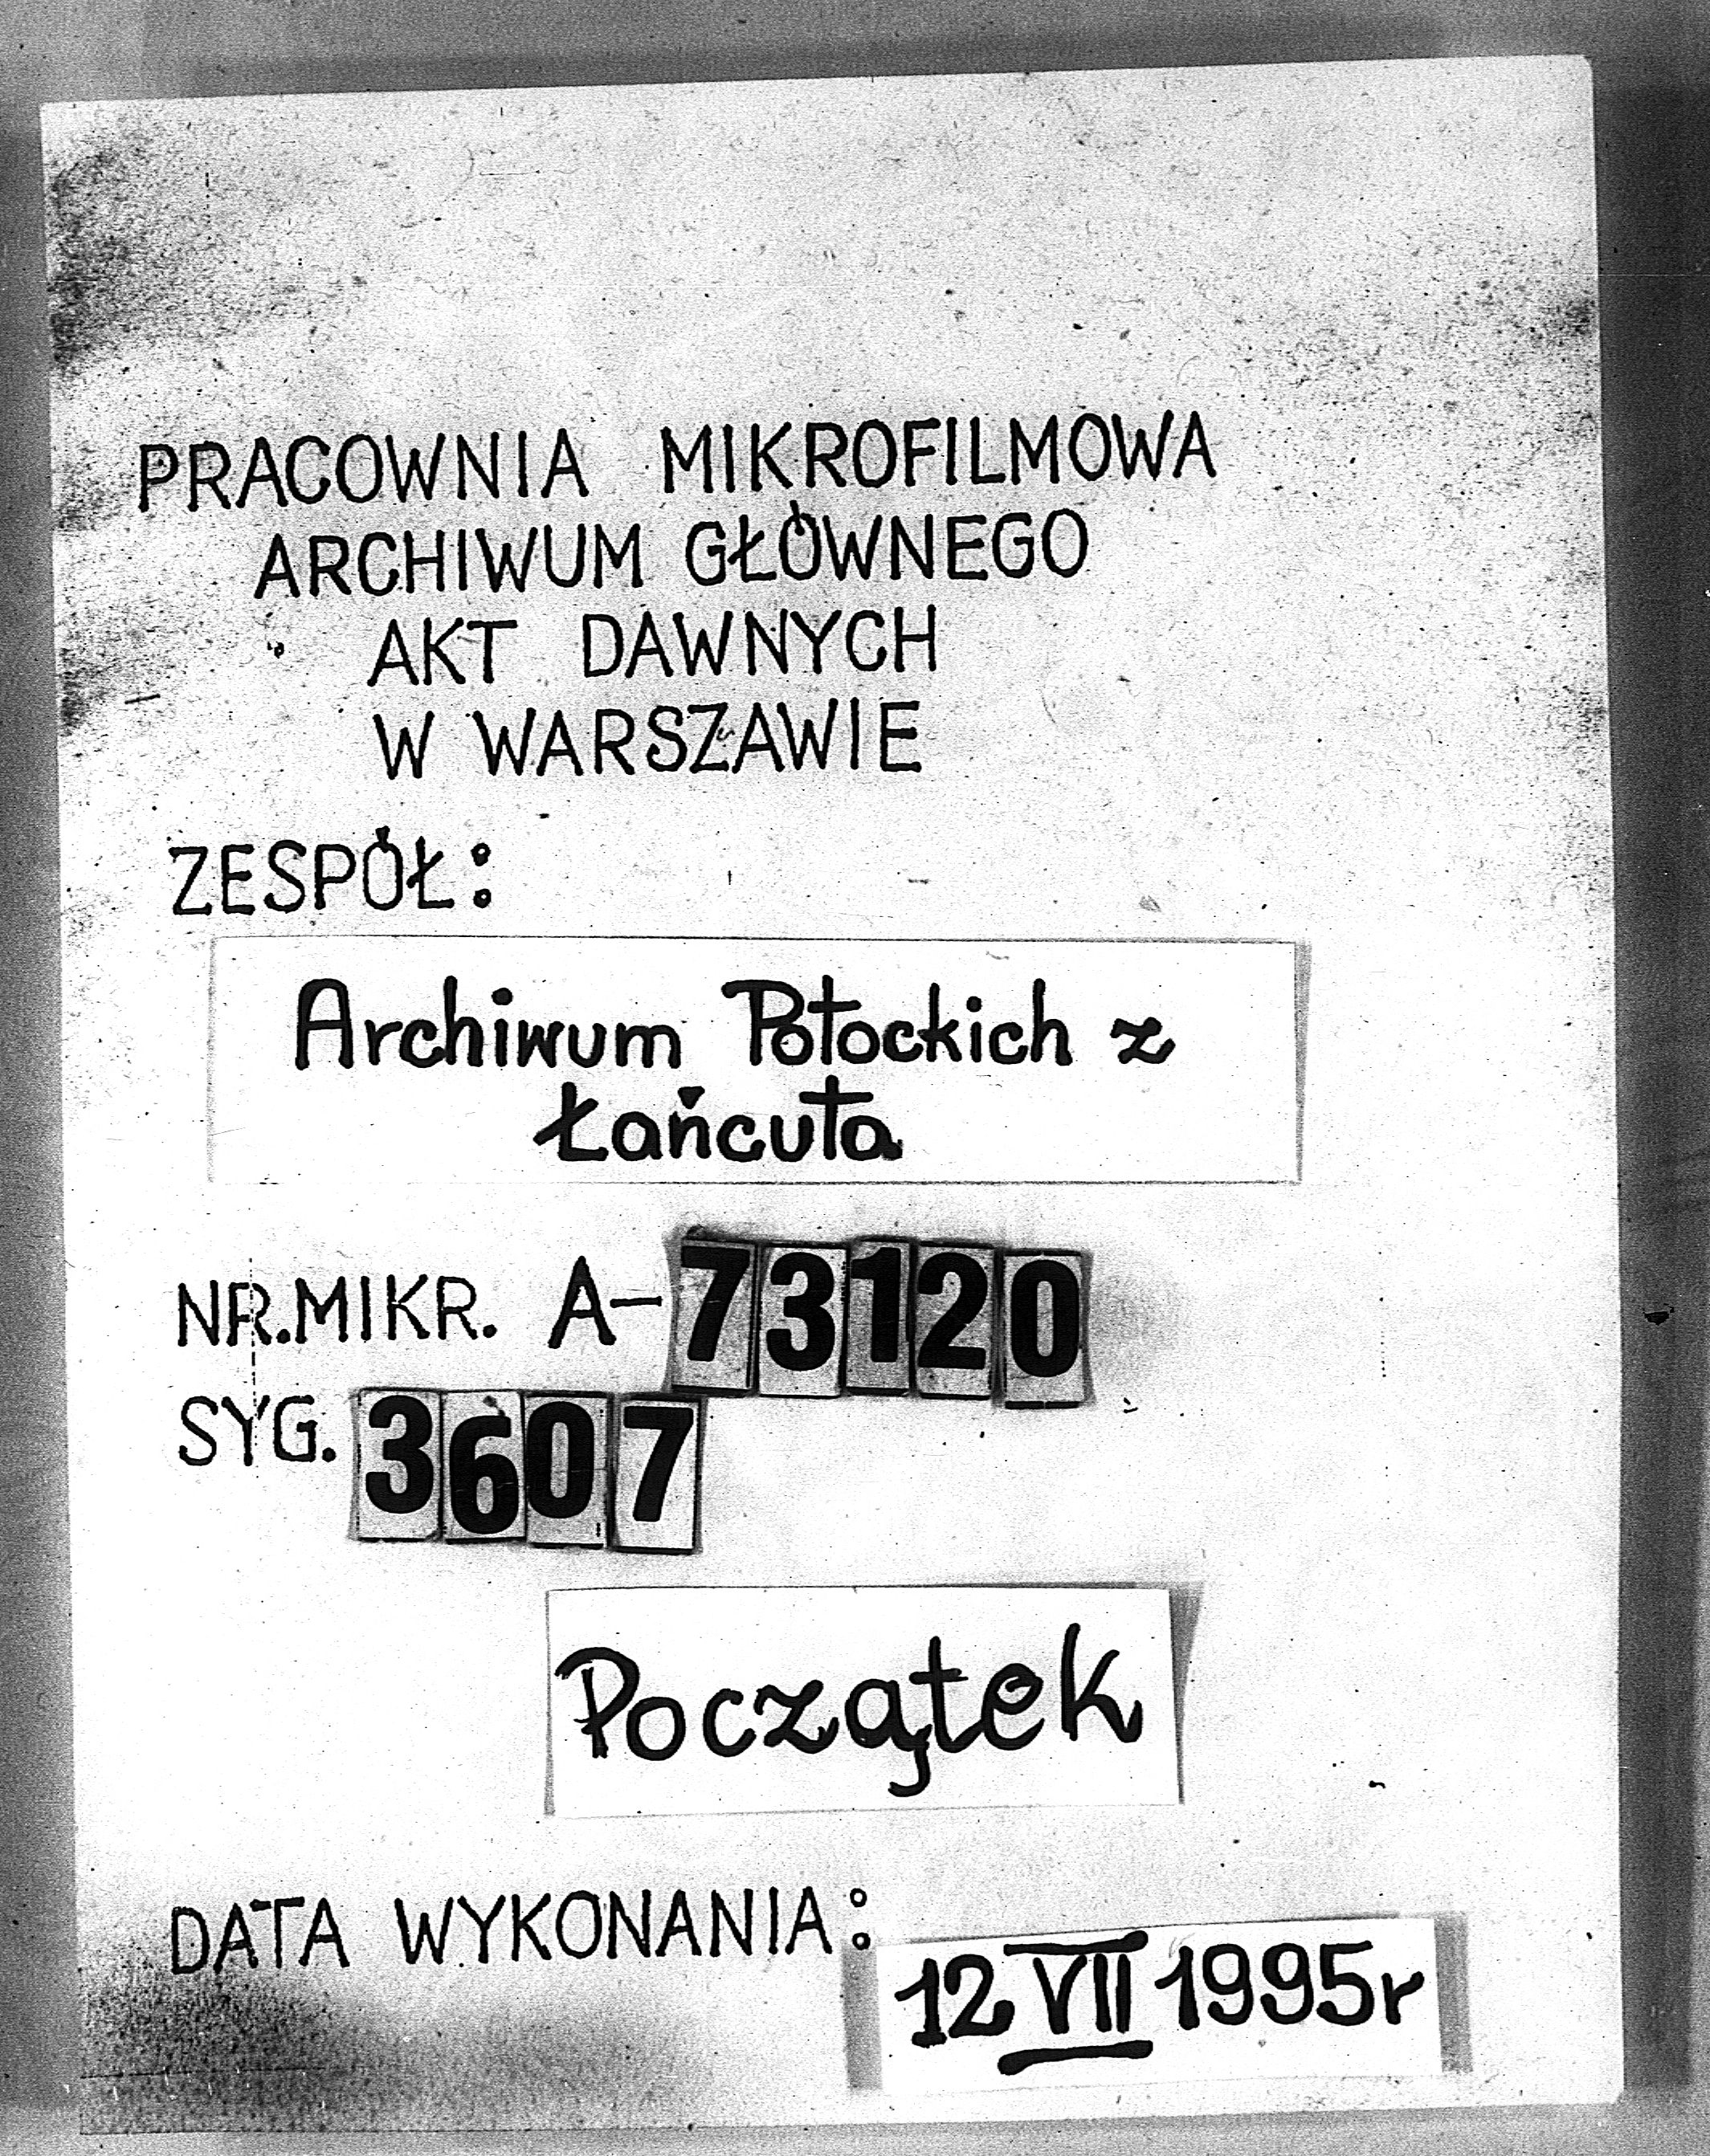 PRACOWNIA MIKROFILMOWA
ARCHIWUM GŁÓWNEGO
AKT DAWNYCH
W WARSZAWIE
ZESPÓŁ:
Archiwum Potockich z
Łańcuta
NR.MIKR. A-73120
SYG. 3607
Początek
DATA WYKONANIA:
12 VII 1995r